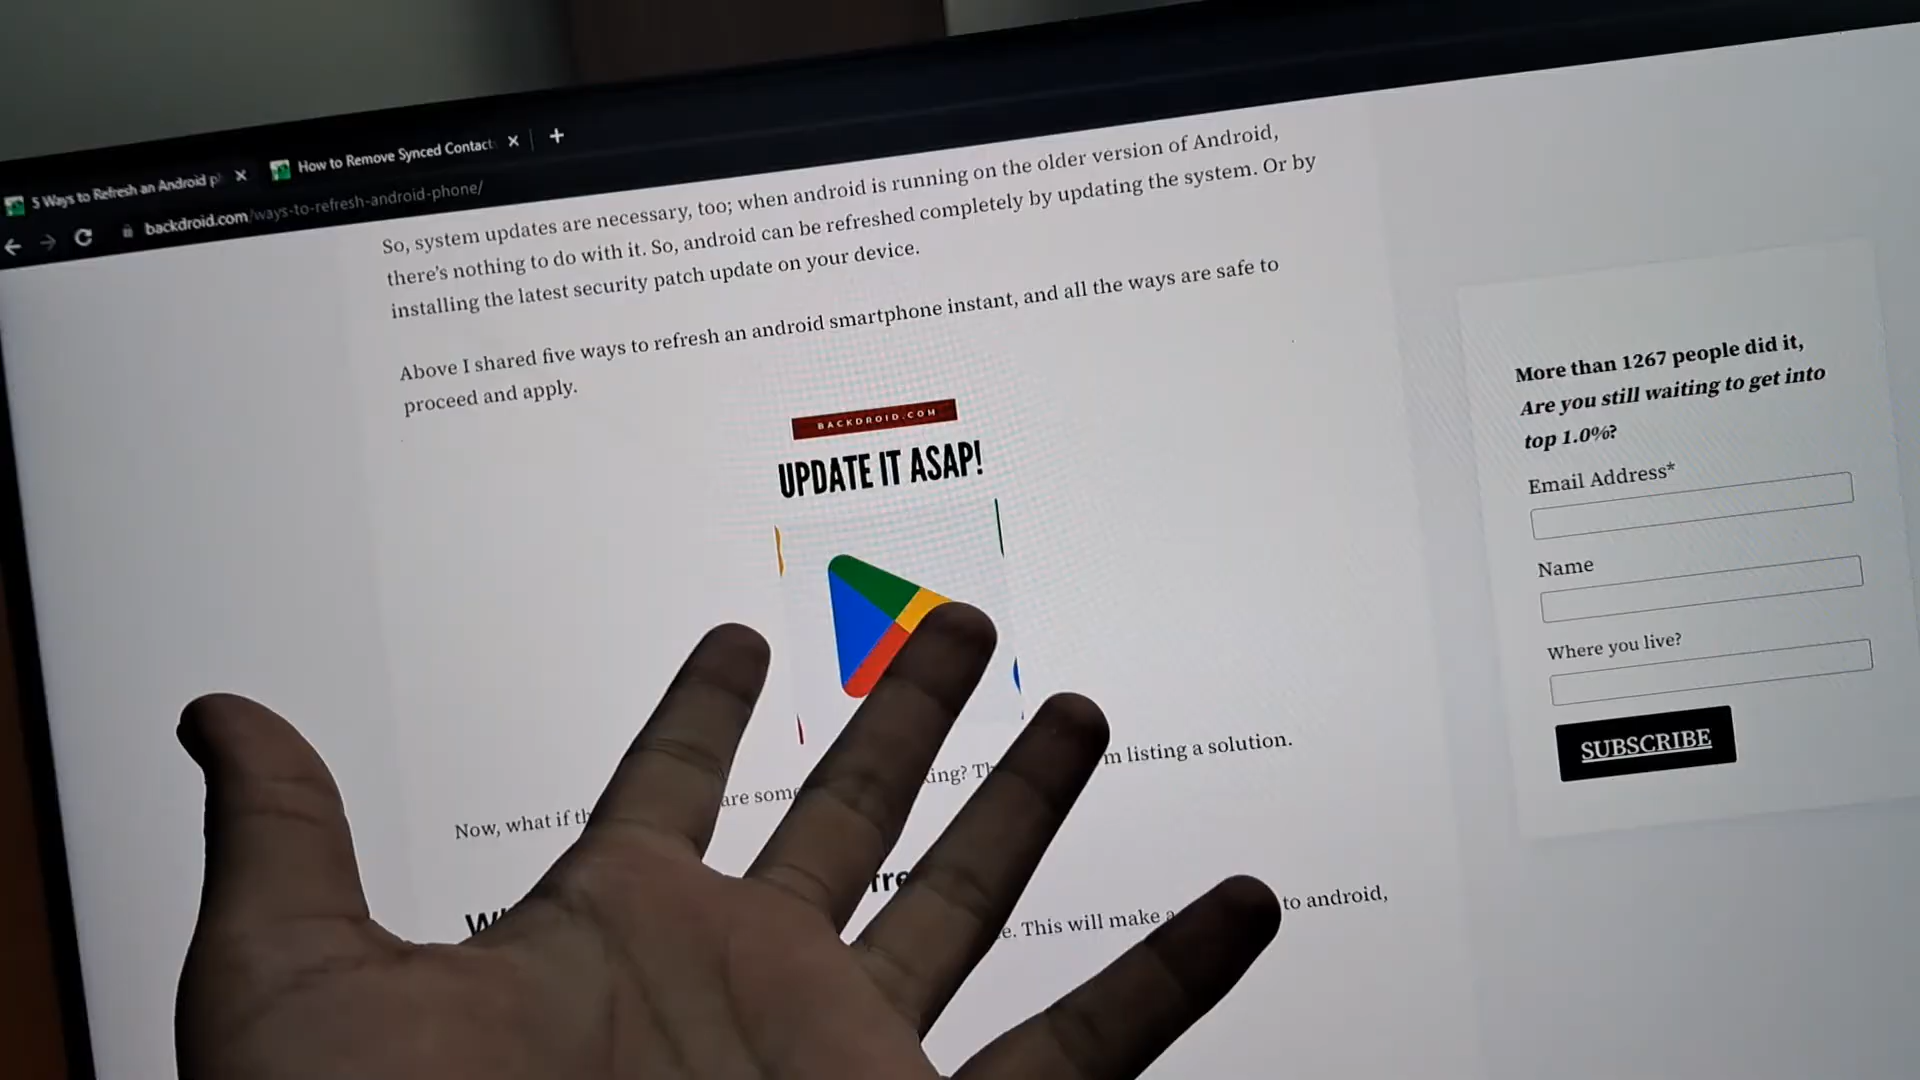 5 Ways to Refresh an Android p
How to Remove Synced Contact
backdroid.com/ways-to-refresh-android-phone/
So, system updates are necessary, too; when android is running on the older version of Android,
there's nothing to do with it. So, android can be refreshed completely by updating the system. Or by
installing the latest security patch update on your device.
Above I shared five ways to refresh an android smartphone instant, and all the ways are safe to
proceed and apply.
BACKDROID.COM
UPDATE IT ASAP!
Now, what if th are some king? Th m listing a solution.
fre
e. This will make a to android,
More than 1267 people did it,
Are you still waiting to get into
top 1.0%?
Email Address*
Name
Where you live?
SUBSCRIBE